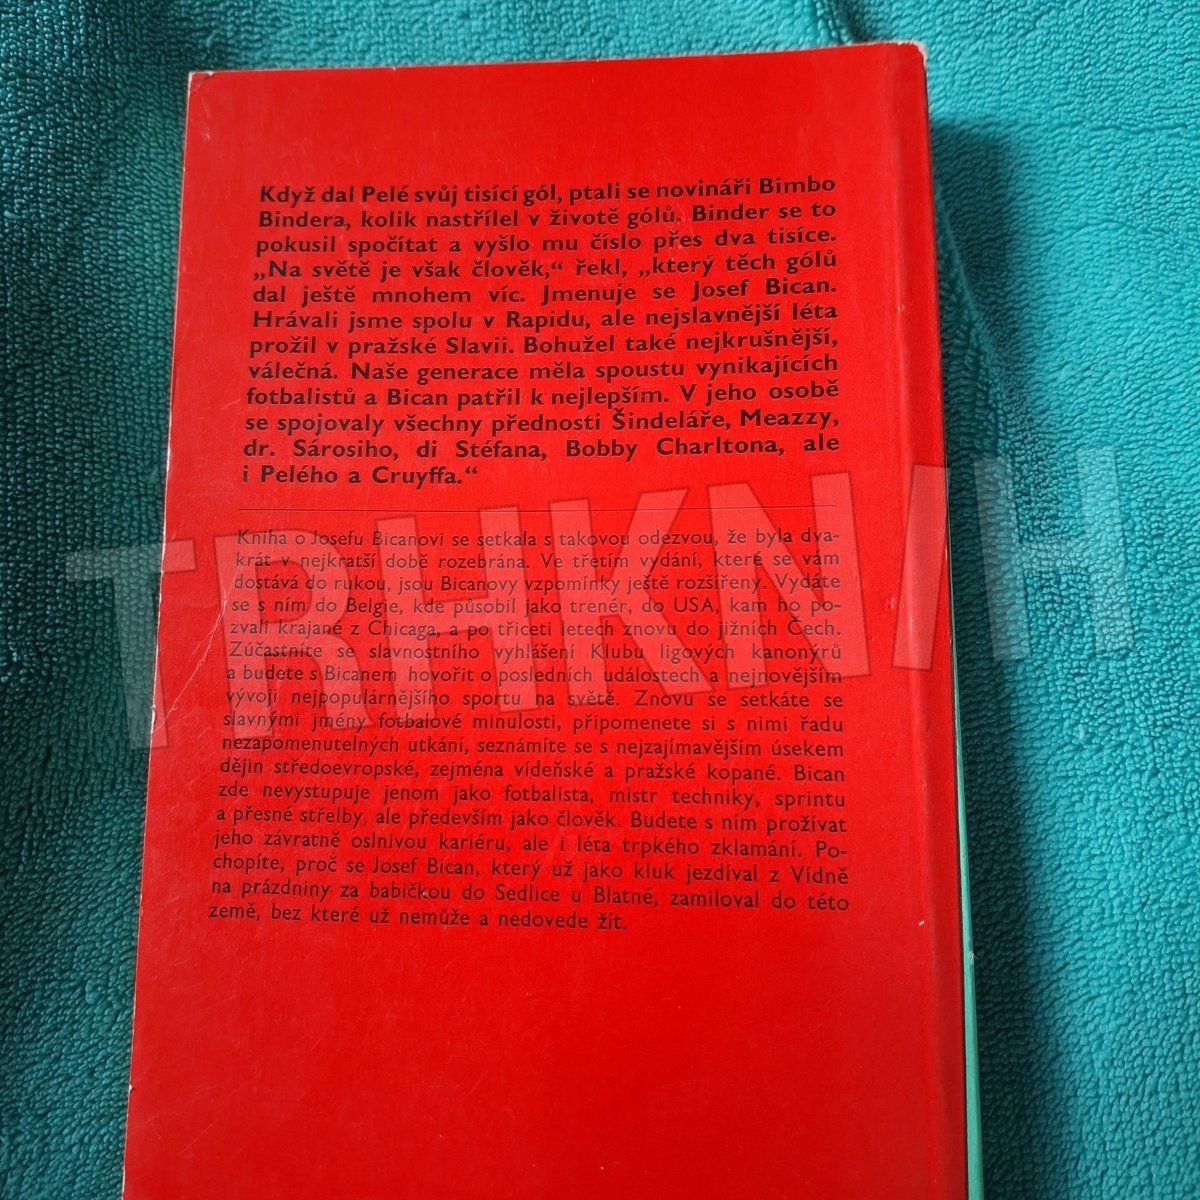 Když dal Pelé svůj tisící gól, ptali se novináři Bimbo
Bindera, kolik nastřílel v životě gólů. Binder se to
pokusil spočítat a vyšlo mu číslo přes dva tisíce.
„Na světě je však člověk,“ řekl, „který těch gólů
dal ještě mnohem víc. Jmenuje se Josef Bican.
Hrávali jsme spolu v Rapidu, ale nejslavnější léta
prožil v pražské Slavii. Bohužel také nejkrušnější,
válečná. Naše generace měla spoustu vynikajících
fotbalistů a Bican patřil k nejlepším. V jeho osobě
se spojovaly všechny přednosti Šindeláře, Meazzy,
dr. Sárosiho, di Stéfana, Bobby Charltona, ale
i Pelého a Cruyffa.“
Kniha o Josefu Bicanovi se setkala s takovou odezvou, že byla dva-
krát v nejkratší době rozebrána. Ve třetím vydání, které se vám
dostává do rukou, jsou Bicanovy vzpomínky ještě rozšířeny. Vydáte
se s ním do Belgie, kde působil jako trenér, do USA, kam ho po-
zvali krajané z Chicaga, a po třiceti letech znovu do jižních Čech.
Zúčastníte se slavnostního vyhlášení Klubu ligových kanonýrů
a budete s Bicanem hovořit o posledních událostech a nejnovějším
vývoji nejpopulárnějšího sportu na světě. Znovu se setkáte se
slavnými jmény fotbalové minulosti, připomenete si s nimi řadu
nezapomenutelných utkání, seznámíte se s nejzajímavějším úsekem
dějin středoevropské, zejména vídeňské a pražské kopané. Bican
zde nevystupuje jenom jako fotbalista, mistr techniky, sprintu
a přesné střelby, ale především jako člověk. Budete s ním prožívat
jeho závratně oslnivou kariéru, ale i léta trpkého zklamání. Po-
chopíte, proč se Josef Bican, který už jako kluk jezdíval z Vídně
na prázdniny za babičkou do Sedlice u Blatné, zamiloval do této
země, bez které už nemůže a nedovede žít.
TRHKNIH